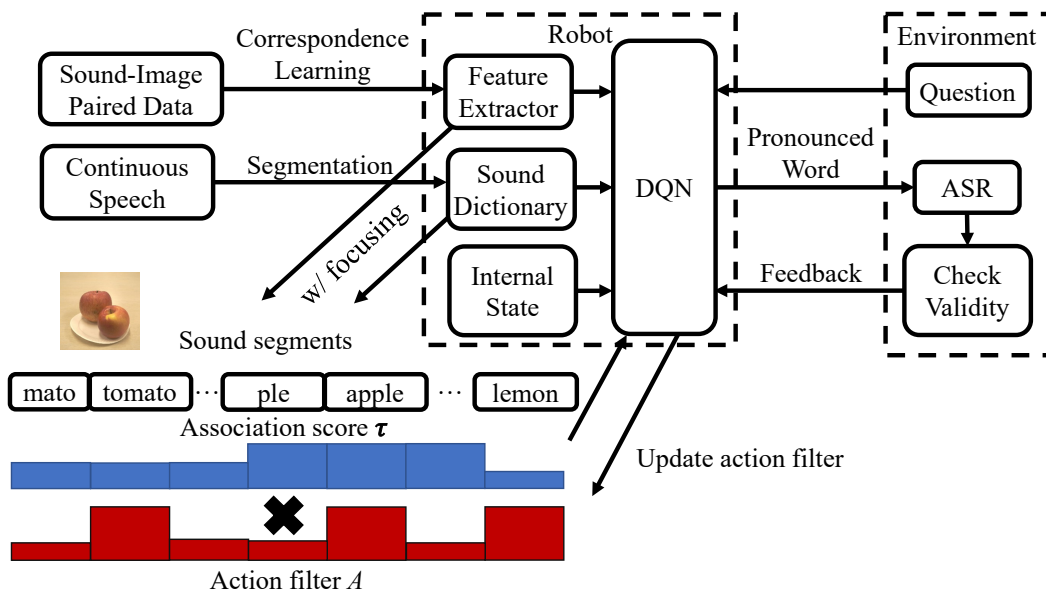 Sound-Image
Paired Data
Correspondence
Learning
Robot
Feature
Extractor
Environment
Question
Continuous
Speech
Segmentation
Sound
Dictionary
DQN
Pronounced
Word
ASR
w/ focusing
Internal
State
Feedback
Check
Validity
Sound segments
mato tomato ... ple apple ... lemon
Association score τ
Update action filter
Action filter A